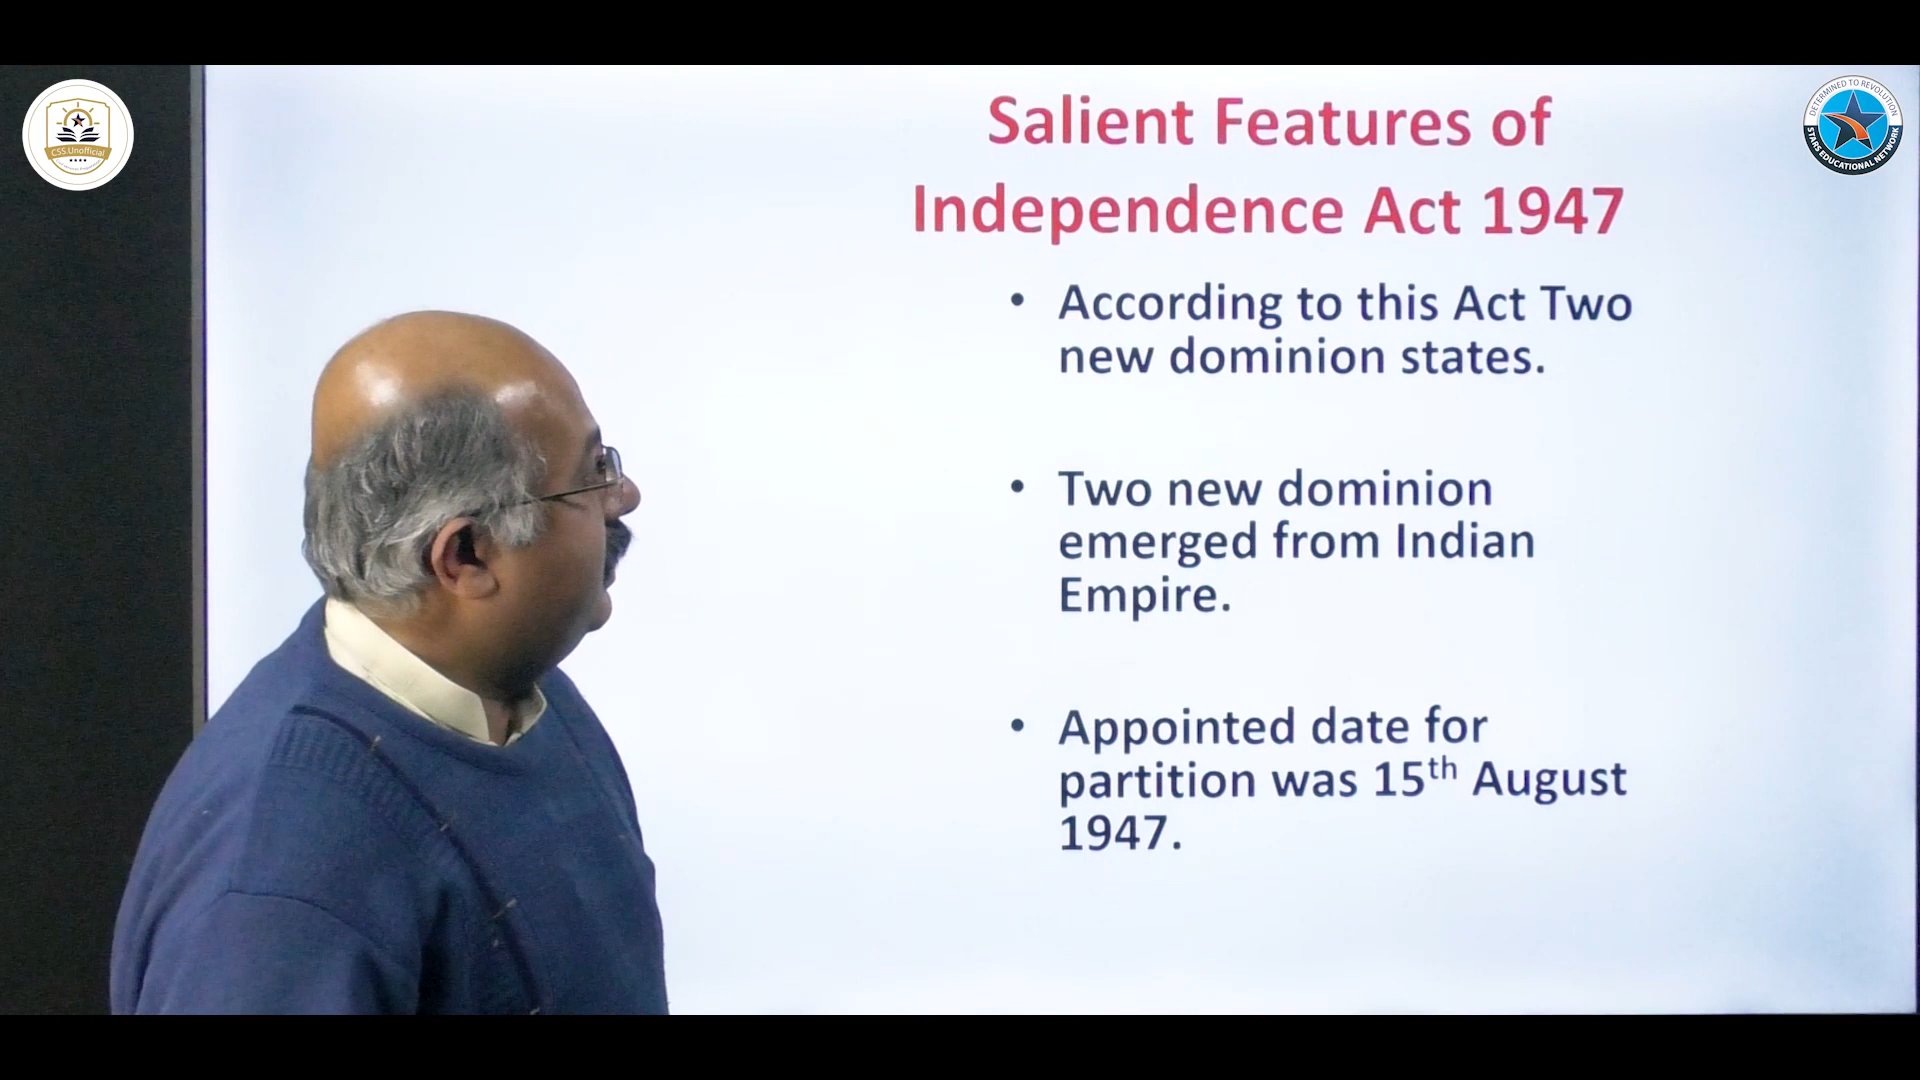 CSS.Unofficial
DETERMINED TO REVOLUTION
STARS EDUCATIONAL NETWORK
Salient Features of
Independence Act 1947
• According to this Act Two
new dominion states.
• Two new dominion
emerged from Indian
Empire.
• Appointed date for
partition was 15th August
1947.